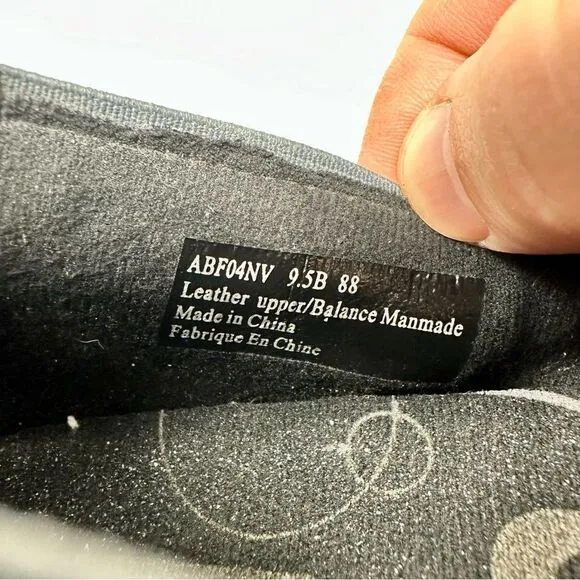 ABF04NV 9.5B 88
Leather upper/Balance Manmade
Made in China
Fabrique En Chine